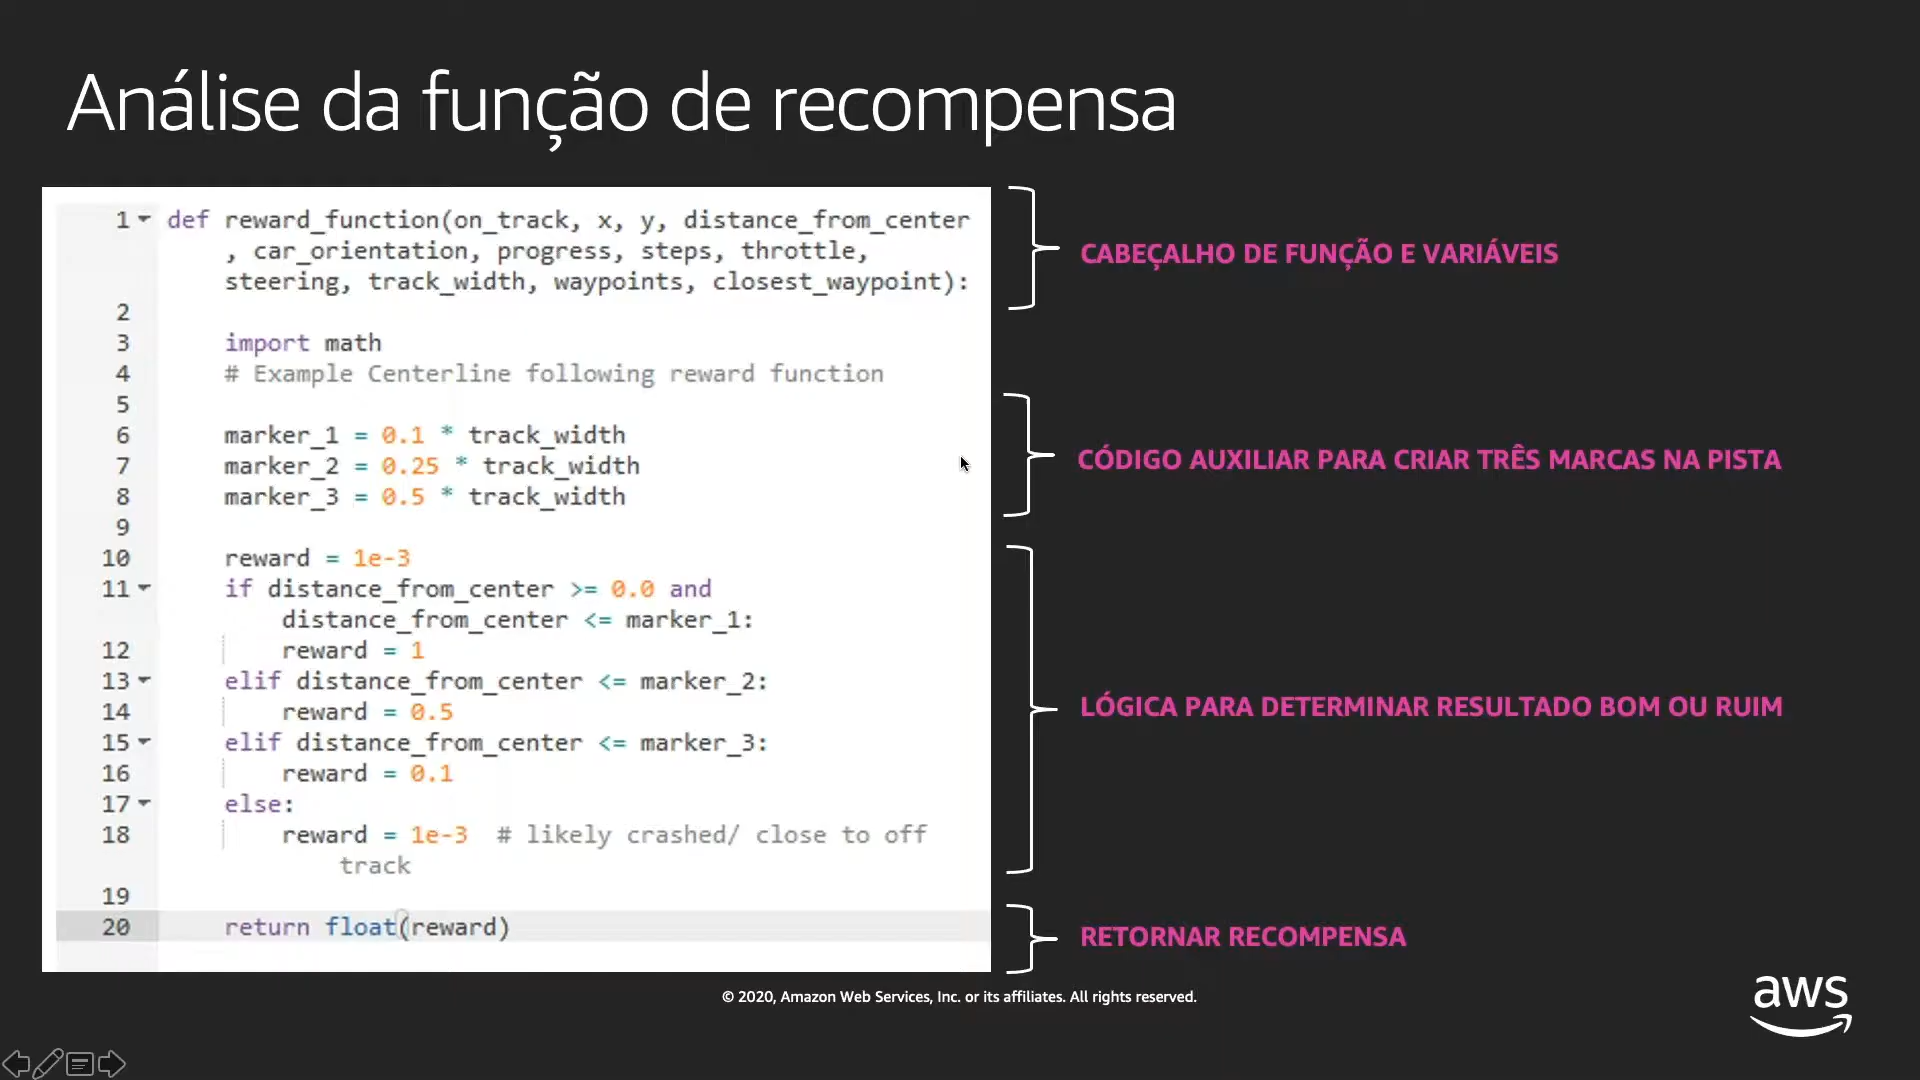 Análise da função de recompensa
1 def reward_function(on_track, x, y, distance_from_center
, car_orientation, progress, steps, throttle,
steering, track_width, waypoints, closest_waypoint):
2
3 import math
4 # Example Centerline following reward function
5
6 marker_1 = 0.1 * track_width
7 marker_2 = 0.25 * track_width
8 marker_3 = 0.5 * track_width
9
10 reward = 1e-3
11 if distance_from_center >= 0.0 and
distance_from_center <= marker_1:
12 reward = 1
13 elif distance_from_center <= marker_2:
14 reward = 0.5
15 elif distance_from_center <= marker_3:
16 reward = 0.1
17 else:
18 reward = 1e-3 # likely crashed/ close to off
track
19
20 return float(reward)
CABEÇALHO DE FUNÇÃO E VARIÁVEIS
CÓDIGO AUXILIAR PARA CRIAR TRÊS MARCAS NA PISTA
LÓGICA PARA DETERMINAR RESULTADO BOM OU RUIM
RETORNAR RECOMPENSA
© 2020, Amazon Web Services, Inc. or its affiliates. All rights reserved.
aws